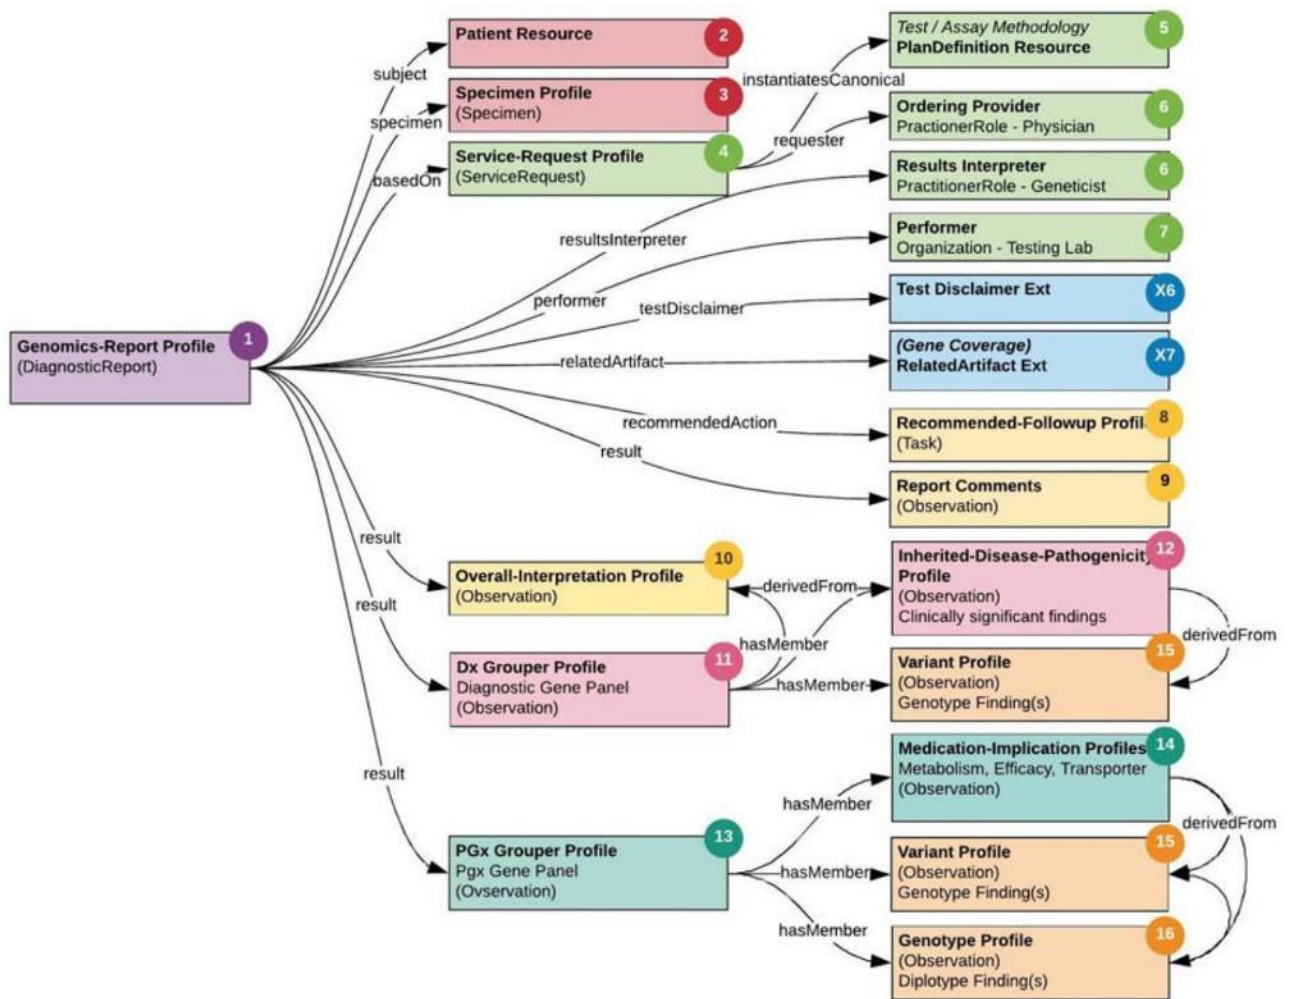 Patient Resource
2
subject
Specimen Profile
(Specimen)
3
specimen
Service-Request Profile
(ServiceRequest)
4
basedOn
Test / Assay Methodology
PlanDefinition Resource
5
instantiatesCanonical
Ordering Provider
PractionerRole - Physician
6
requester
Results Interpreter
PractitionerRole - Geneticist
6
resultsInterpreter
Performer
Organization - Testing Lab
7
performer
Test Disclaimer Ext
X6
testDisclaimer
Genomics-Report Profile
(DiagnosticReport)
1
(Gene Coverage)
RelatedArtifact Ext
X7
relatedArtifact
Recommended-Followup Profil
(Task)
8
recommendedAction
Report Comments
(Observation)
9
result
result
Overall-Interpretation Profile
(Observation)
10
derivedFrom
Inherited-Disease-Pathogenicity
Profile
(Observation)
Clinically significant findings
12
derivedFrom
result
Dx Grouper Profile
Diagnostic Gene Panel
(Observation)
11
hasMember
hasMember
Variant Profile
(Observation)
Genotype Finding(s)
15
result
PGx Grouper Profile
Pgx Gene Panel
(Ovservation)
13
hasMember
Medication-Implication Profiles
Metabolism, Efficacy, Transporter
(Observation)
14
derivedFrom
hasMember
Variant Profile
(Observation)
Genotype Finding(s)
15
hasMember
Genotype Profile
(Observation)
Diplotype Finding(s)
16